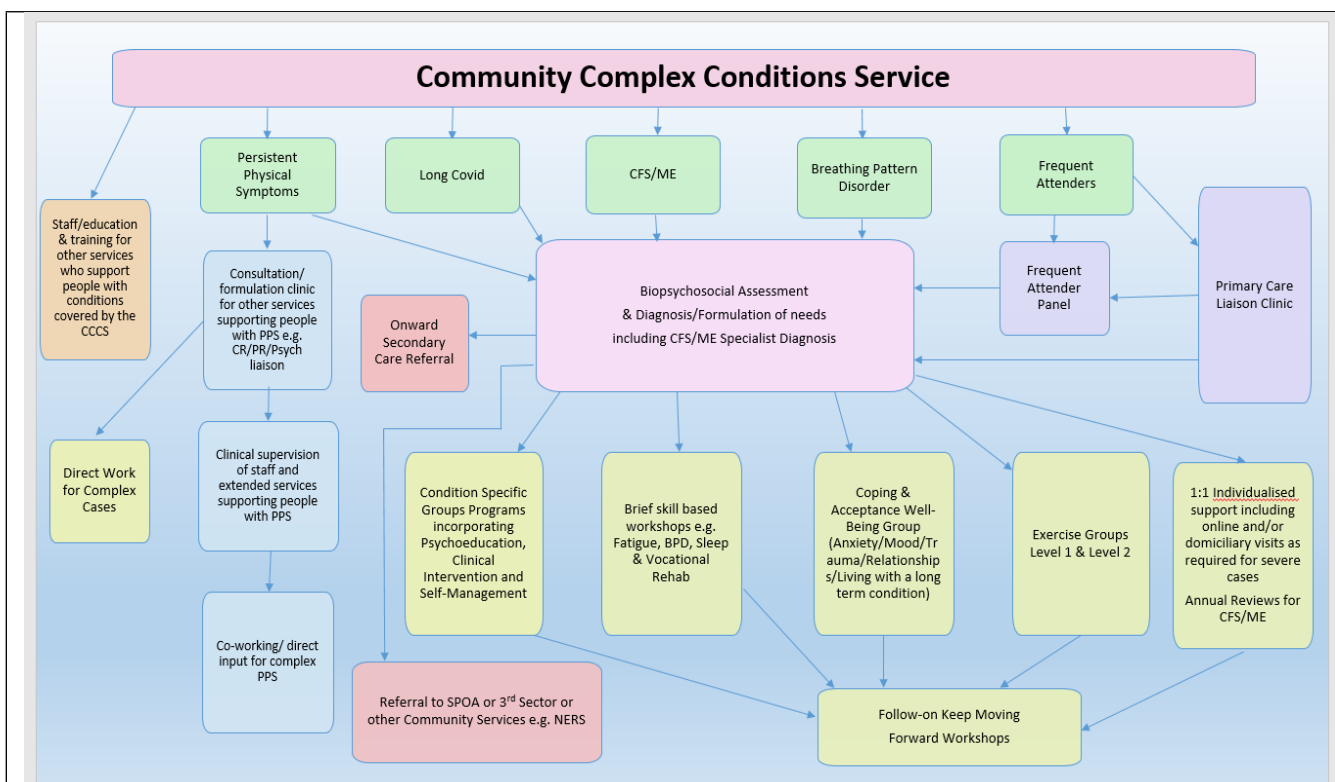 Community Complex Conditions Service
Persistent
Physical
Symptoms
Long Covid
CFS/ME
Breathing Pattern
Disorder
Frequent
Attenders
Staff/education
& training for
other services
who support
people with
conditions
covered by the
CCCS
Consultation/
formulation clinic
for other services
supporting people
with PPS e.g.
CR/PR/Psych
liaison
Onward
Secondary
Care Referral
Biopsychosocial Assessment
& Diagnosis/Formulation of needs
including CFS/ME Specialist Diagnosis
Frequent
Attender
Panel
Primary Care
Liaison Clinic
Direct Work
for Complex
Cases
Clinical supervision
of staff and
extended services
supporting people
with PPS
Condition Specific
Groups Programs
incorporating
Psychoeducation,
Clinical
Intervention and
Self-Management
Brief skill based
workshops e.g.
Fatigue, BPD, Sleep
& Vocational
Rehab
Coping &
Acceptance Well-
Being Group
(Anxiety/Mood/Tr
auma/Relationship
s/Living with a long
term condition)
Exercise Groups
Level 1 & Level 2
1:1 Individualised
support including
online and/or
domiciliary visits as
required for severe
cases
Annual Reviews for
CFS/ME
Co-working/ direct
input for complex
PPS
Referral to SPOA or 3rd Sector or
other Community Services e.g. NERS
Follow-on Keep Moving
Forward Workshops